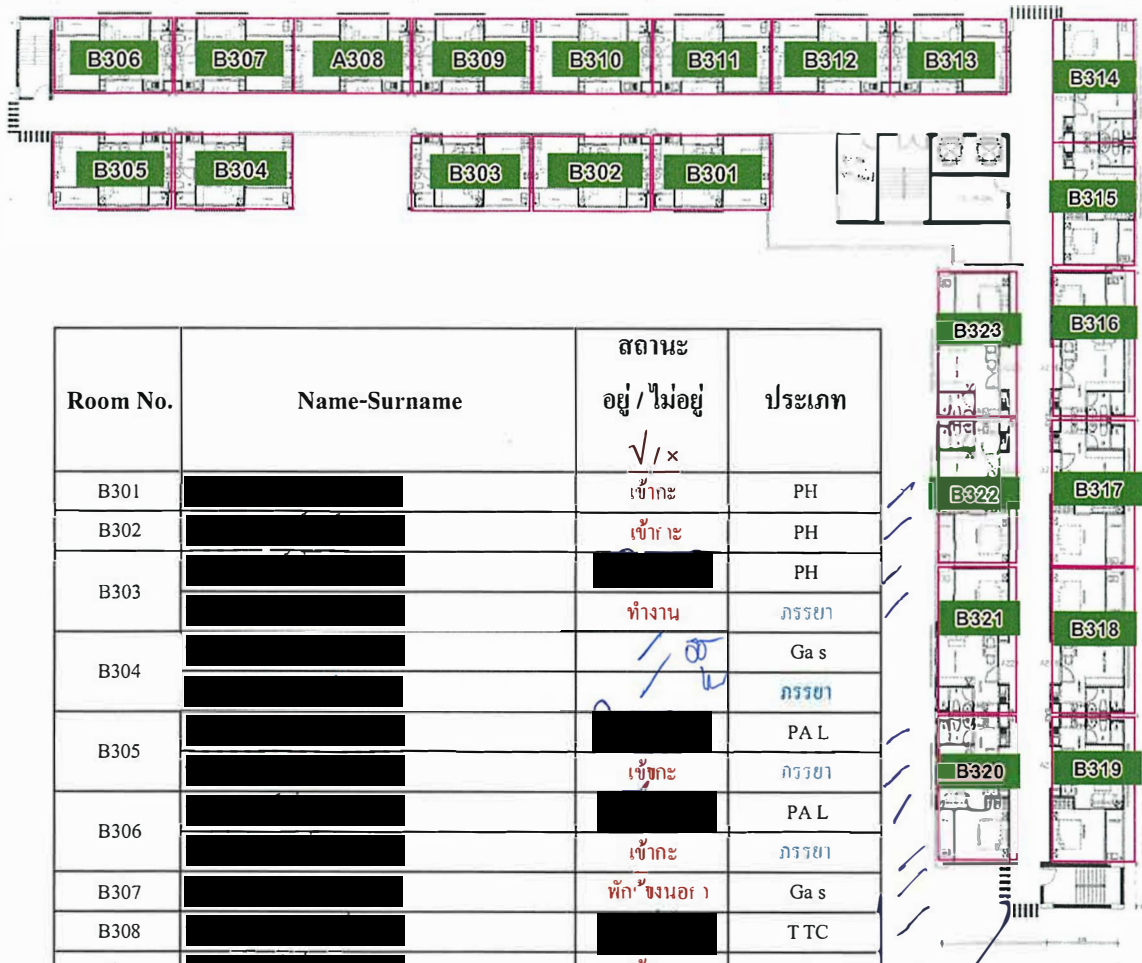 B306 B307 A308 B309 B310 B311 B312 B313
B314
B305 B304 B303 B302 B301
B315
B323 B316
B322 B317
B321 B318
B320 B319
Room No. Name-Surname สถานะ ประเภท
อยู่ / ไม่อยู่
√ / ×
B301 เข้ากะ PH
B302 PH
B303 PH
ทำงาน ภรรยา
B304 Gas
ภรรยา
B305 PAL
เข้ากะ ภรรยา
B306 PAL
เข้ากะ ภรรยา
B307 Gas
B308 TTC